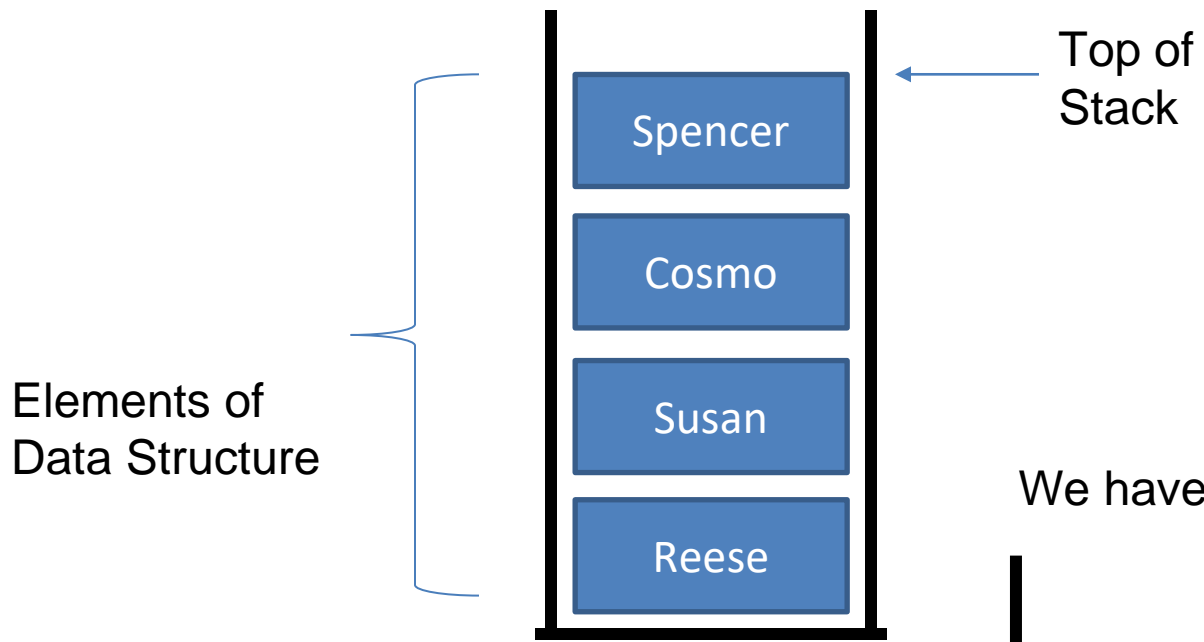 Top of
Stack
Spencer
Cosmo
Susan
Reese
Elements of
Data Structure
We have